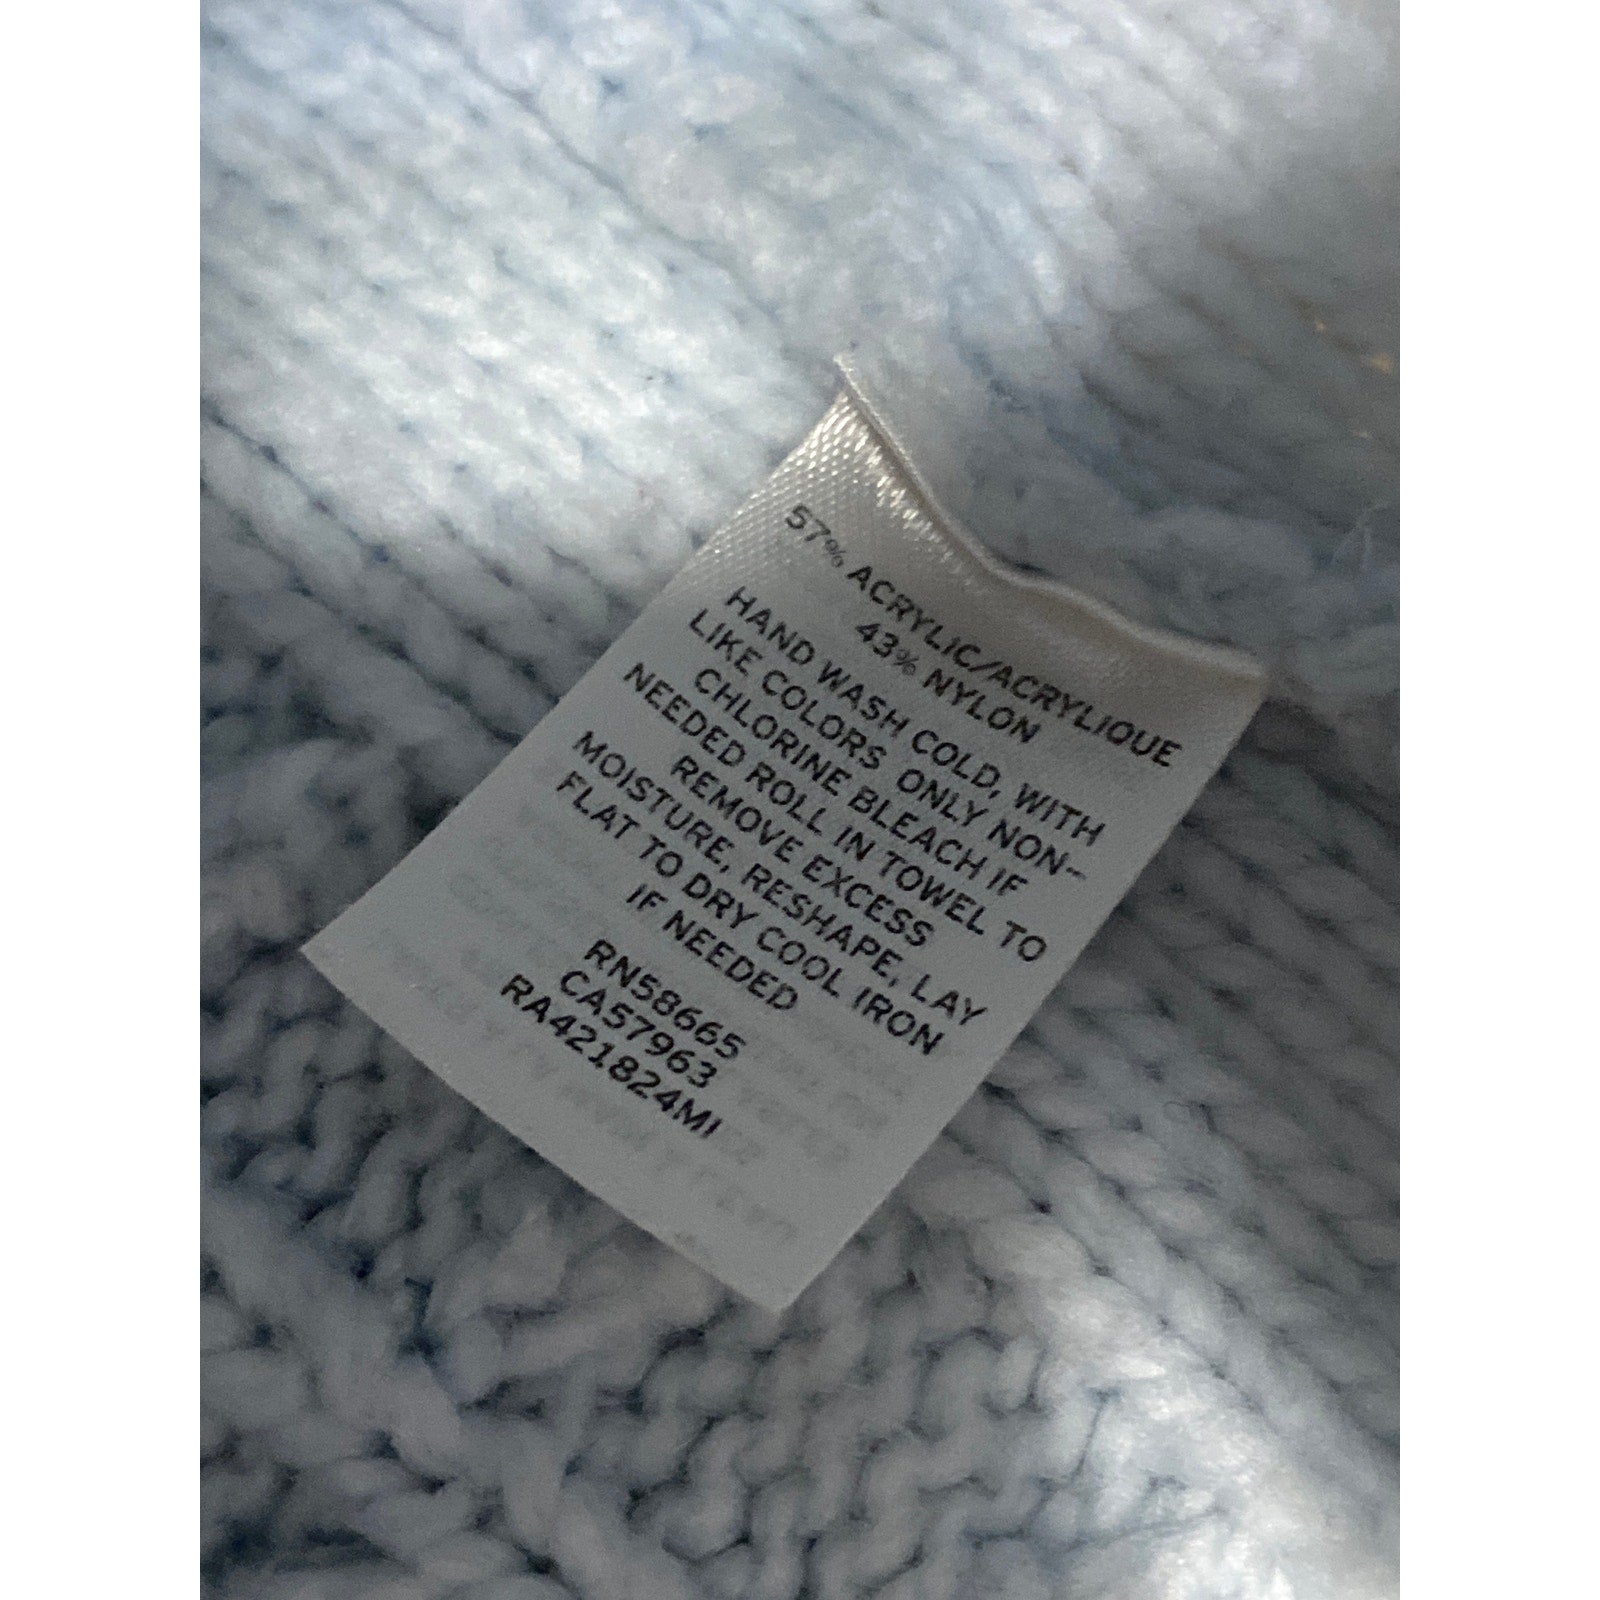 57% ACRYLIC/ACRYLIQUE
43% NYLON
HAND WASH COLD, WITH
LIKE COLORS ONLY NON-
CHLORINE BLEACH IF
NEEDED ROLL IN TOWEL TO
REMOVE EXCESS
MOISTURE, RESHAPE, LAY
FLAT TO DRY COOL IRON
IF NEEDED
RN58665
CA57963
RA421824MI